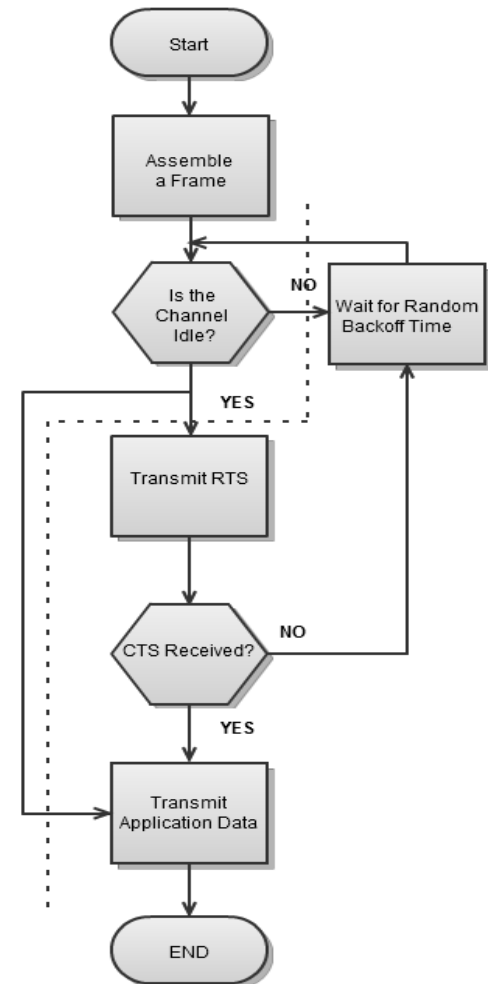 Start
Assemble
a Frame
Is the
Channel
Idle?
NO
Wait for Random
Backoff Time
YES
Transmit RTS
CTS Received?
NO
YES
Transmit
Application Data
END